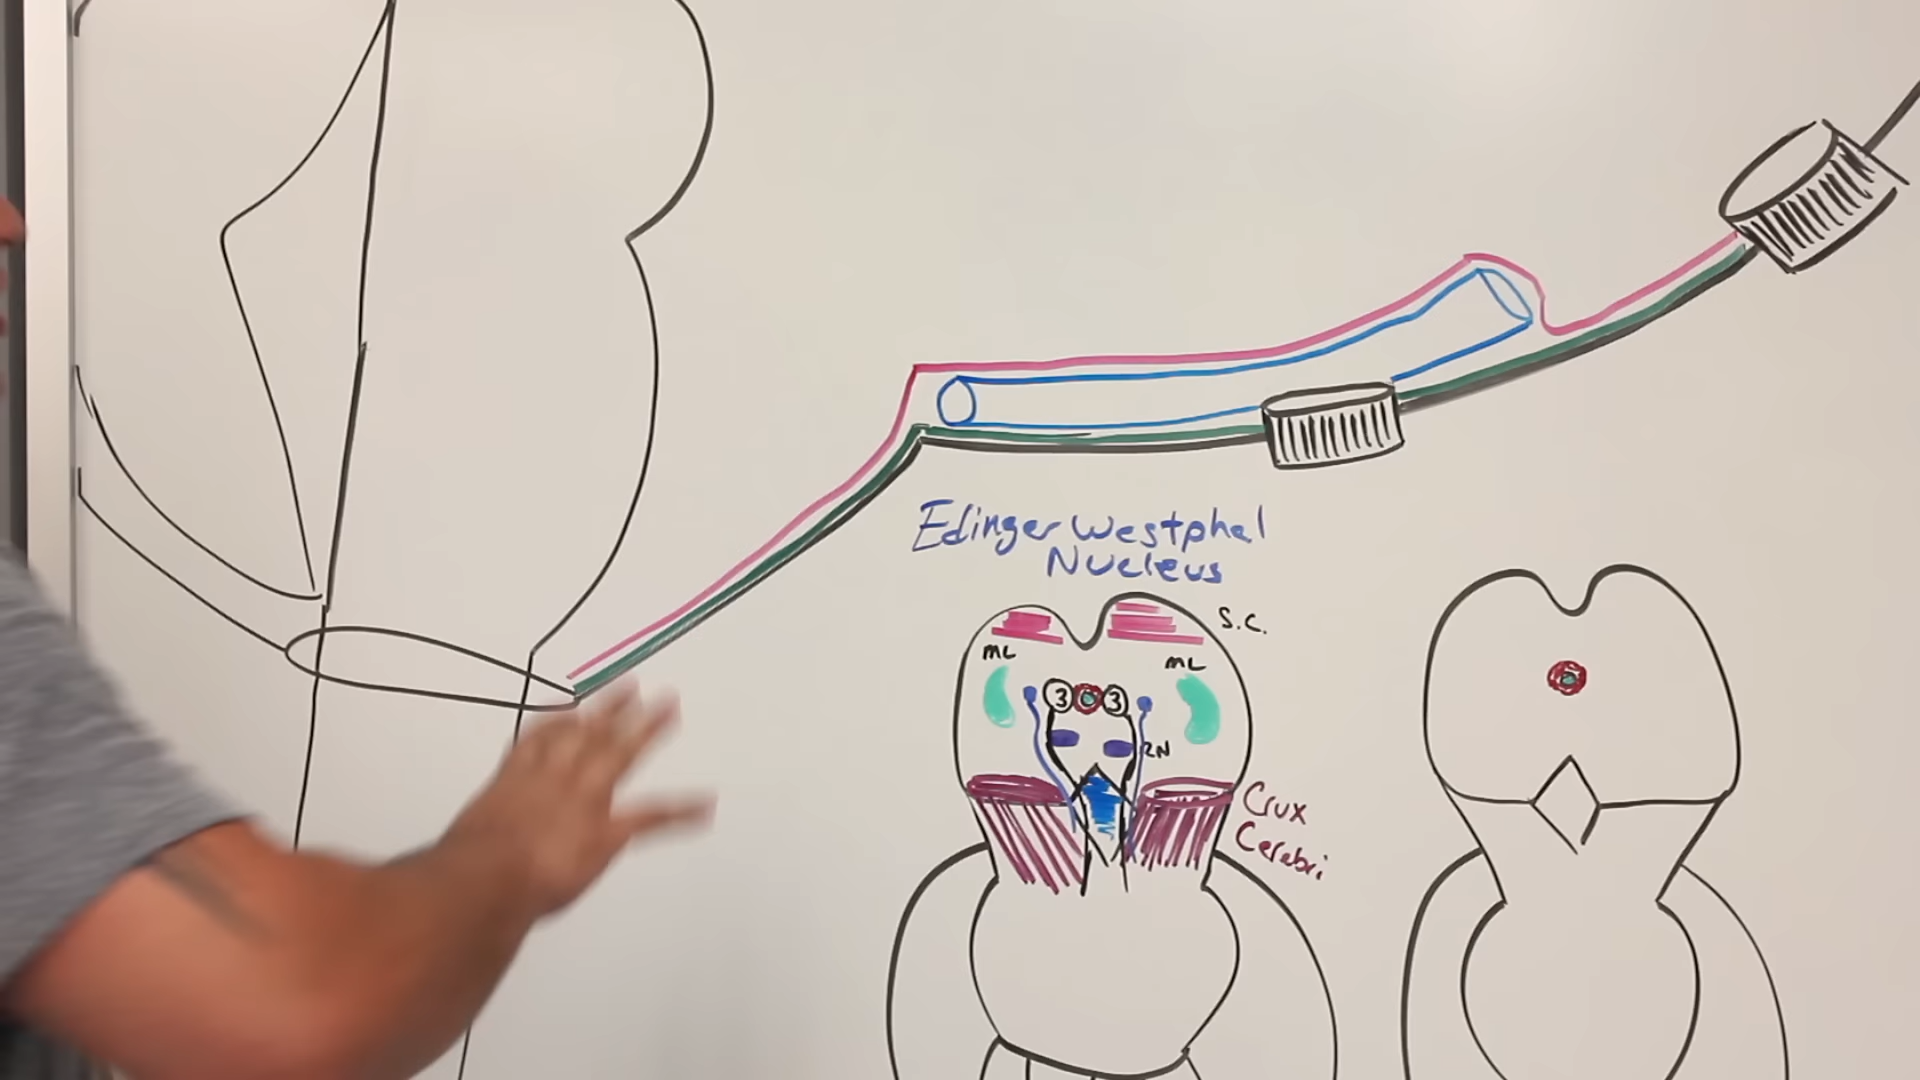 Edinger Westphal
Nucleus
S.C.
ML
ML
3
3
RN
Crux
Cerebri